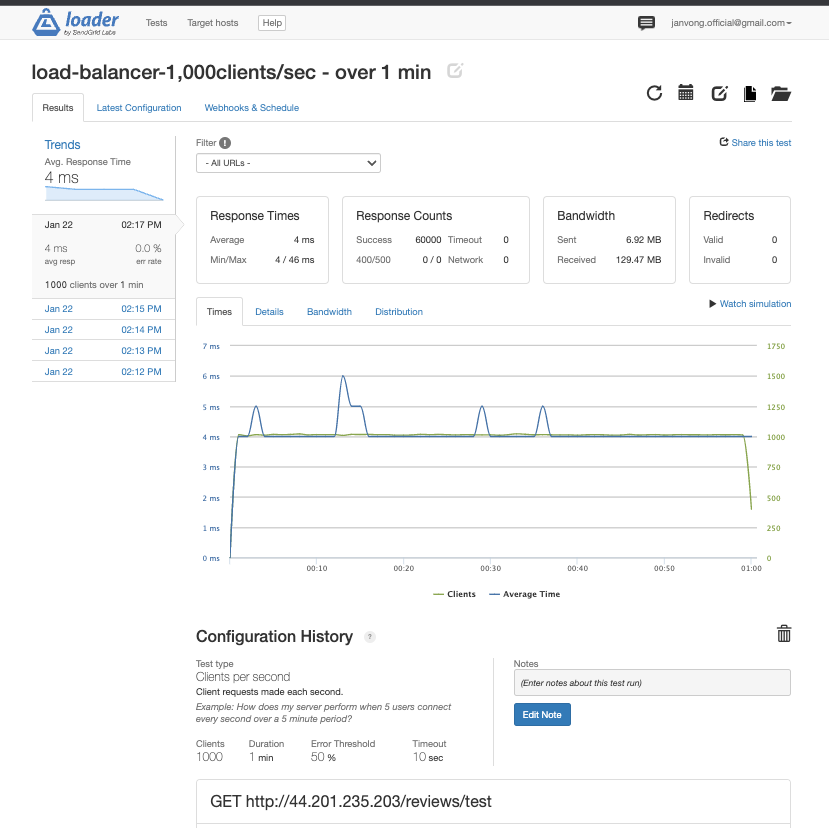 loader
by SendGrid Labs
Tests
Target hosts
Help
janvong.official@gmail.com
load-balancer-1,000clients/sec - over 1 min
Results
Latest Configuration
Webhooks & Schedule
Trends
Avg. Response Time
4 ms
Jan 22 02:17 PM
4 ms 0.0 %
avg resp err rate
1000 clients over 1 min
Jan 22 02:15 PM
Jan 22 02:14 PM
Jan 22 02:13 PM
Jan 22 02:12 PM
Filter !
- All URLs -
Share this test
Response Times
Average 4 ms
Min/Max 4 / 46 ms
Response Counts
Success 60000 Timeout 0
400/500 0 / 0 Network 0
Bandwidth
Sent 6.92 MB
Received 129.47 MB
Redirects
Valid 0
Invalid 0
Times
Details
Bandwidth
Distribution
Watch simulation
7 ms 1750
6 ms 1500
5 ms 1250
4 ms 1000
3 ms 750
2 ms 500
1 ms 250
0 ms 0
00:10 00:20 00:30 00:40 00:50 01:00
Clients Average Time
Configuration History ?
Test type
Clients per second
Client requests made each second.
Example: How does my server perform when 5 users connect
every second over a 5 minute period?
Clients Duration Error Threshold Timeout
1000 1 min 50 % 10 sec
Notes
(Enter notes about this test run)
Edit Note
GET http://44.201.235.203/reviews/test